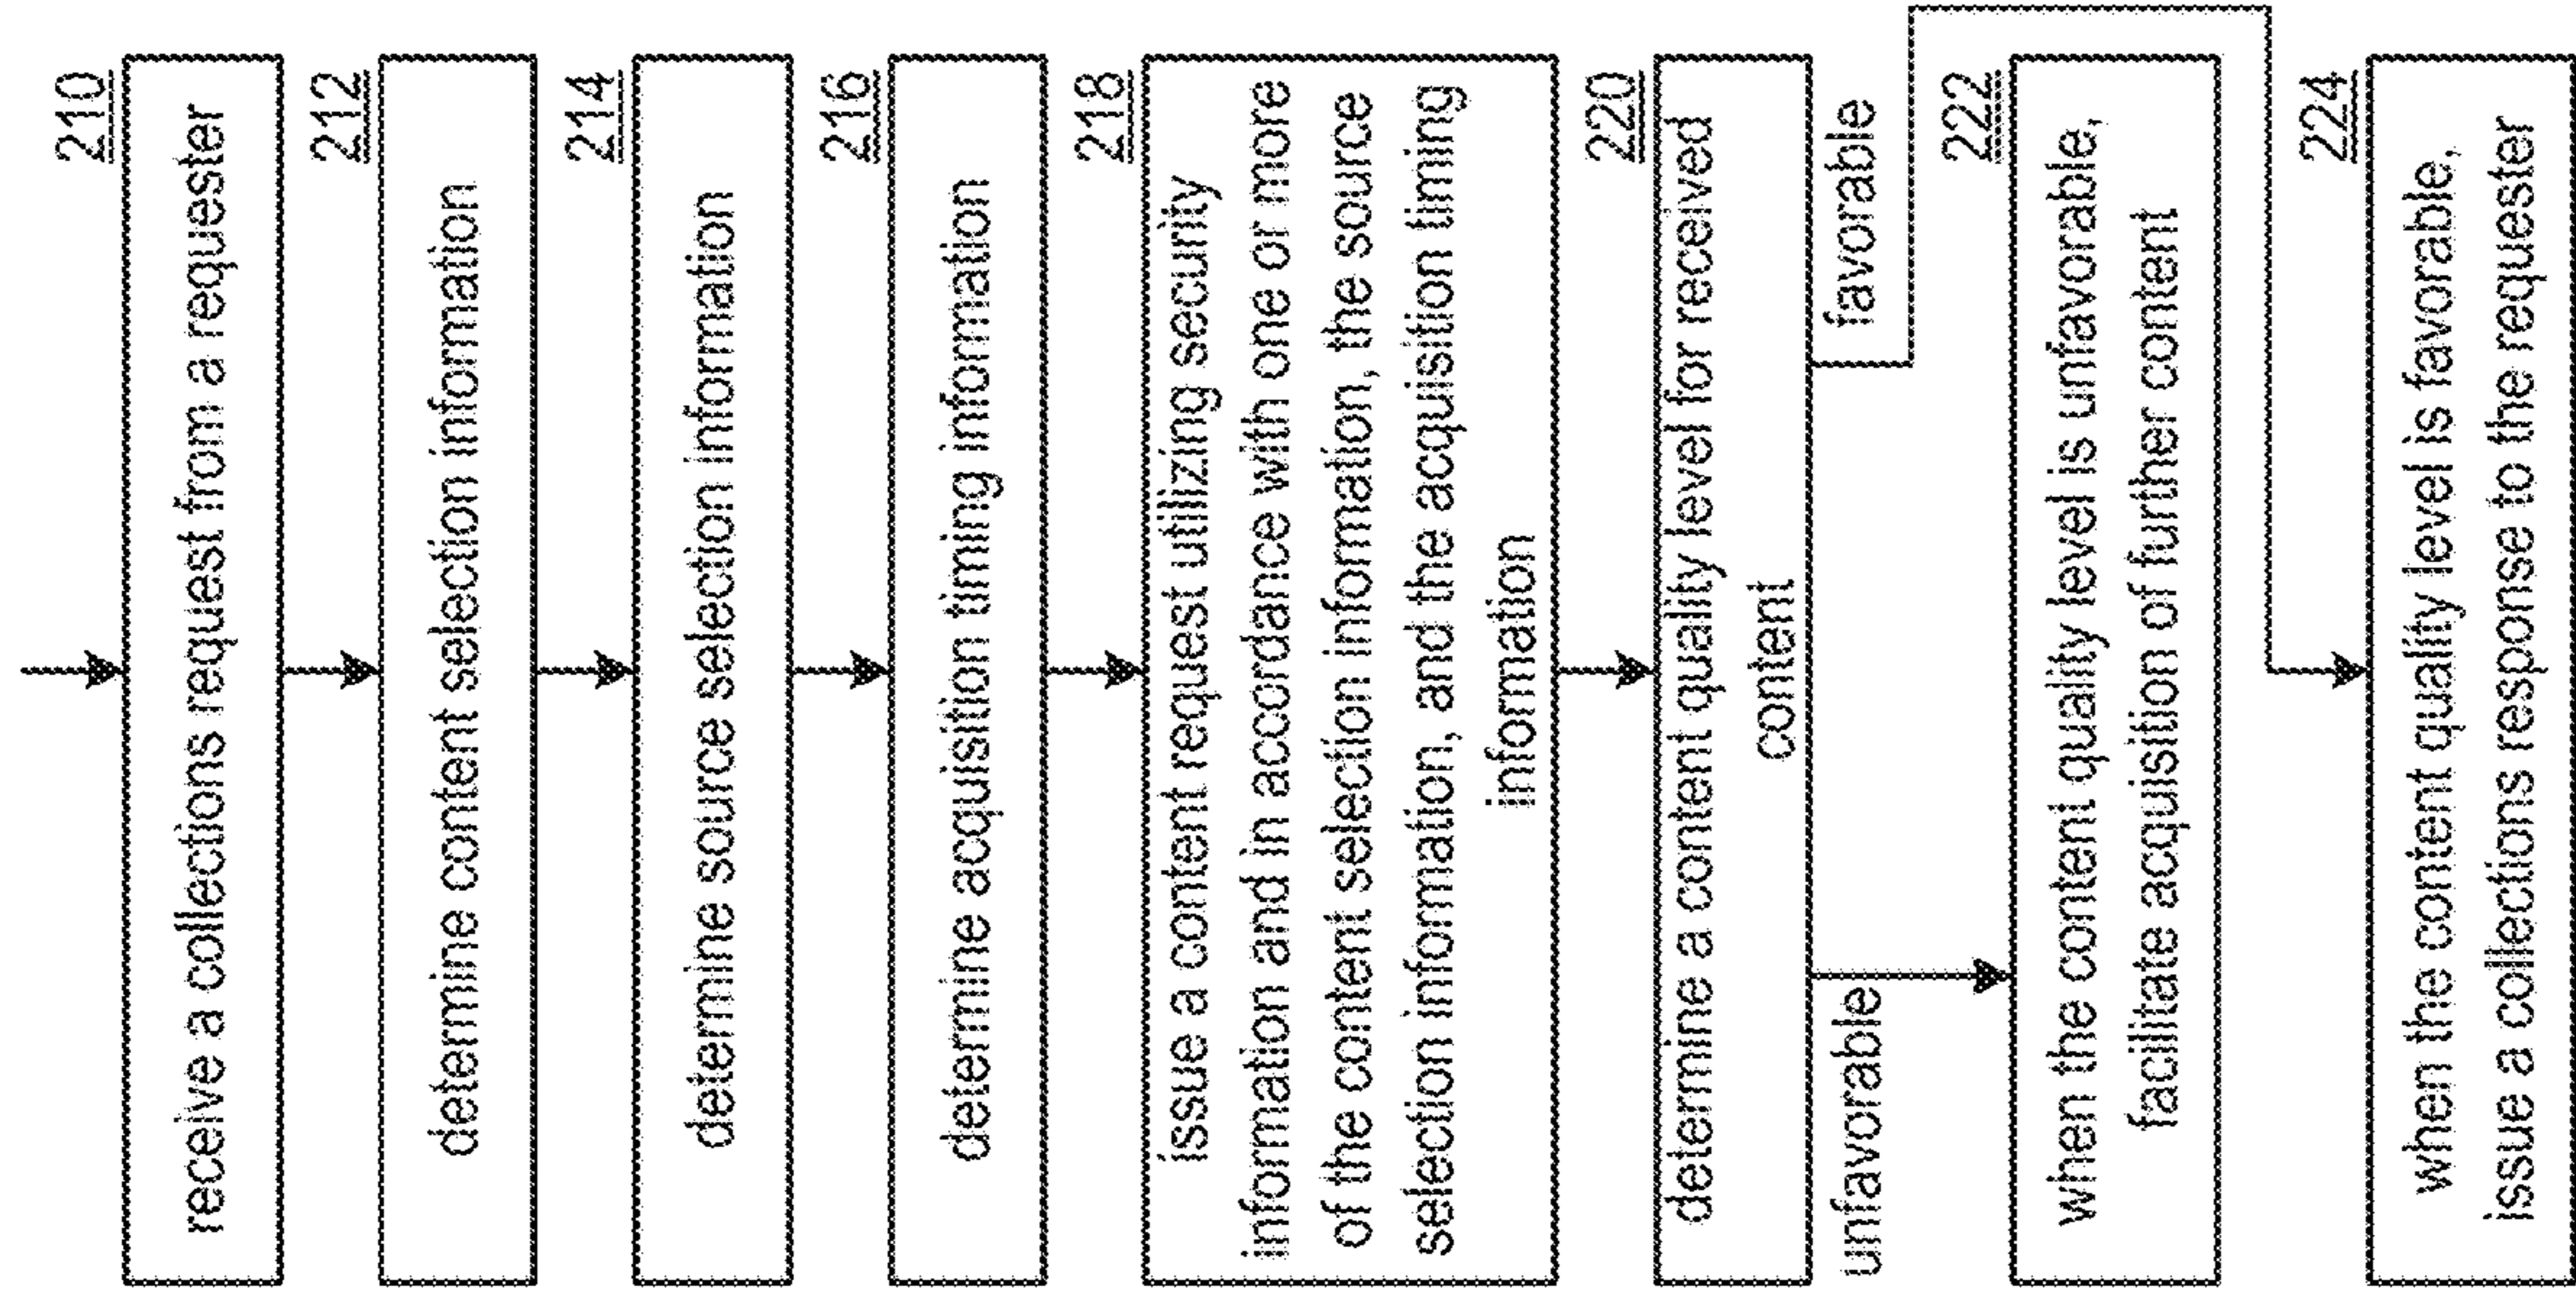 210
receive a collections request from a requester
212
determine content selection information
214
determine source selection information
216
determine acquisition timing information
218
issue a content request utilizing security
information and in accordance with one or more
of the content selection information, the source
selection information, and the acquisition timing
information
220
determine a content quality level for received
content
unfavorable
favorable
222
when the content quality level is unfavorable,
facilitate acquisition of further content
224
when the content quality level is favorable,
issue a collections response to the requester